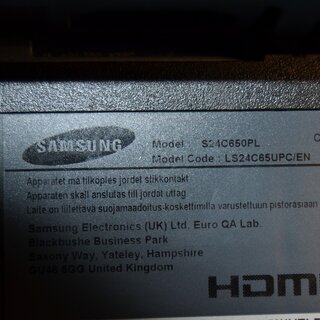 SAMSUNG
Model : S24C650PL
Model Code : LS24C65UPC/EN
Apparatet må tilkoples jordet stikkontakt
Apparaten skall anslutas till jordat uttag
Laite on liitettävä suojamaadoitus-koskettimilla varustettuun pistorasiaan
Samsung Electronics (UK) Ltd, Euro QA Lab.
Blackbushe Business Park
Saxony Way, Yateley, Hampshire
GU46 6GG United Kingdom
HDMI